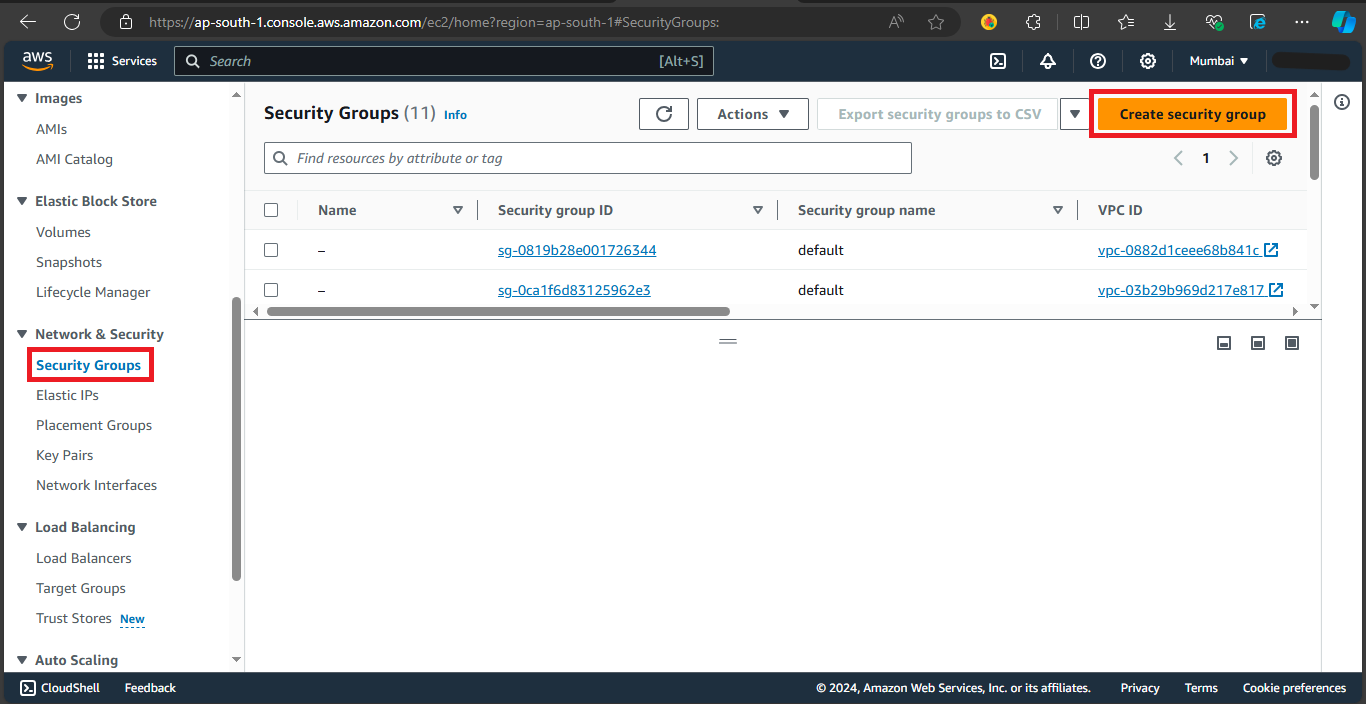 https://ap-south-1.console.aws.amazon.com/ec2/home?region=ap-south-1#SecurityGroups:
aws
Services
Search
[Alt+S]
Mumbai
Images
AMIs
AMI Catalog
Elastic Block Store
Volumes
Snapshots
Lifecycle Manager
Network & Security
Security Groups
Elastic IPs
Placement Groups
Key Pairs
Network Interfaces
Load Balancing
Load Balancers
Target Groups
Trust Stores New
Auto Scaling
Security Groups (11) Info
Actions
Export security groups to CSV
Create security group
Find resources by attribute or tag
1
Name Security group ID Security group name VPC ID
– sg-0819b28e001726344 default vpc-0882d1ceee68b841c
– sg-0ca1f6d83125962e3 default vpc-03b29b969d217e817
CloudShell Feedback © 2024, Amazon Web Services, Inc. or its affiliates. Privacy Terms Cookie preferences